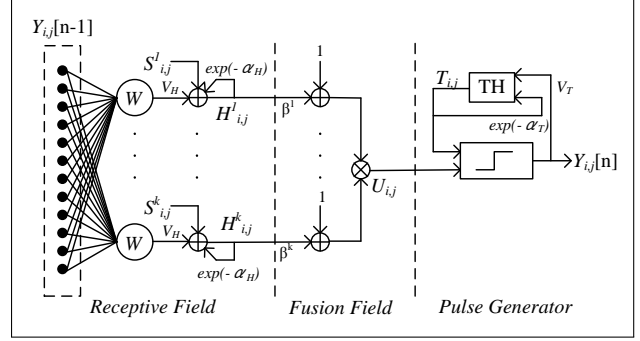 Y_{i,j}[n-1]
W
S^1_{i,j}
V_H
exp(-α_H)
H^1_{i,j}
β^1
1
U_{i,j}
T_{i,j}
TH
V_T
exp(-α_T)
Y_{i,j}[n]
W
S^k_{i,j}
V_H
exp(-α_H)
H^k_{i,j}
β^k
1
Receptive Field
Fusion Field
Pulse Generator